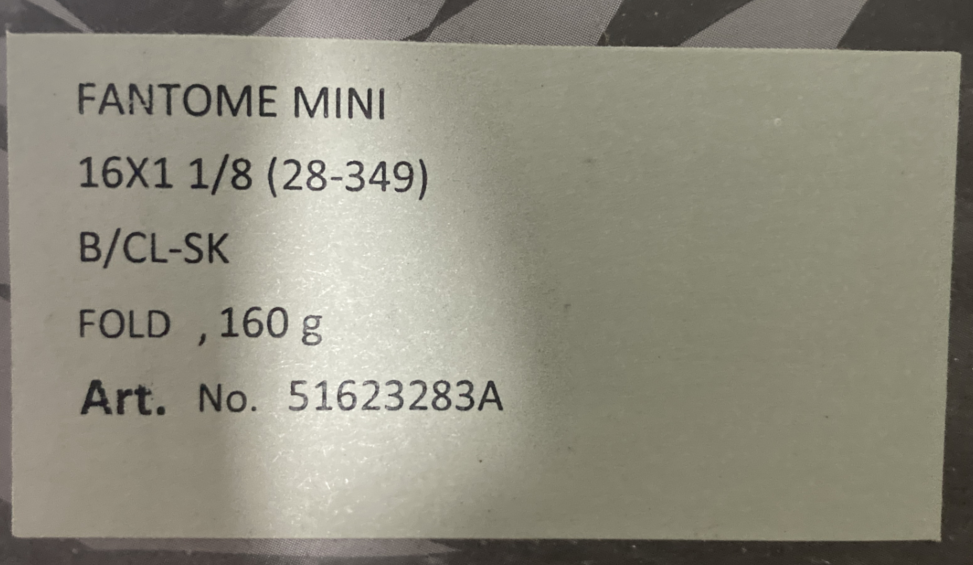 FANTOME MINI
16X1 1/8 (28-349)
B/CL-SK
FOLD , 160 g
Art. No. 51623283A